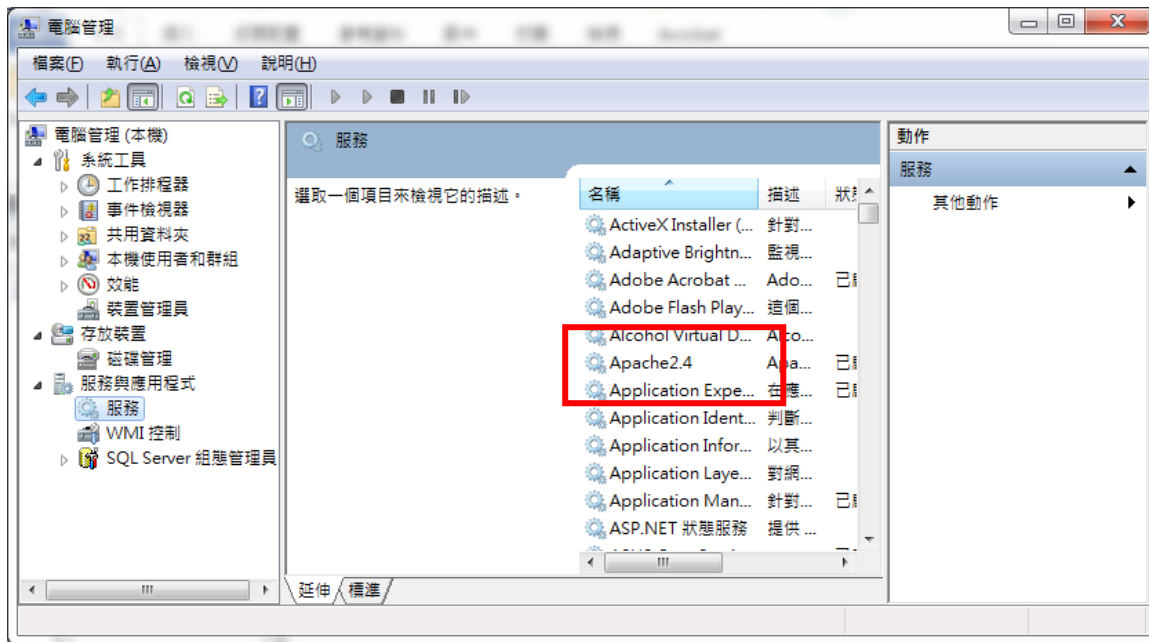 電腦管理
檔案(F) 執行(A) 檢視(V) 說明(H)
電腦管理 (本機)
系統工具
工作排程器
事件檢視器
共用資料夾
本機使用者和群組
效能
裝置管理員
存放裝置
磁碟管理
服務與應用程式
服務
WMI 控制
SQL Server 組態管理員
服務
選取一個項目來檢視它的描述。
名稱 描述
ActiveX Installer (... 針對...
Adaptive Brightn... 監視...
Adobe Acrobat ... Ado... 已
Adobe Flash Play... 這個...
Alcohol Virtual D... Alco...
Apache2.4 Apa... 已
Application Expe... 在應... 已
Application Ident... 判斷...
Application Infor... 以其...
Application Laye... 對網...
Application Man... 針對... 已
ASP.NET 狀態服務 提供 ...
延伸 標準
動作
服務
其他動作